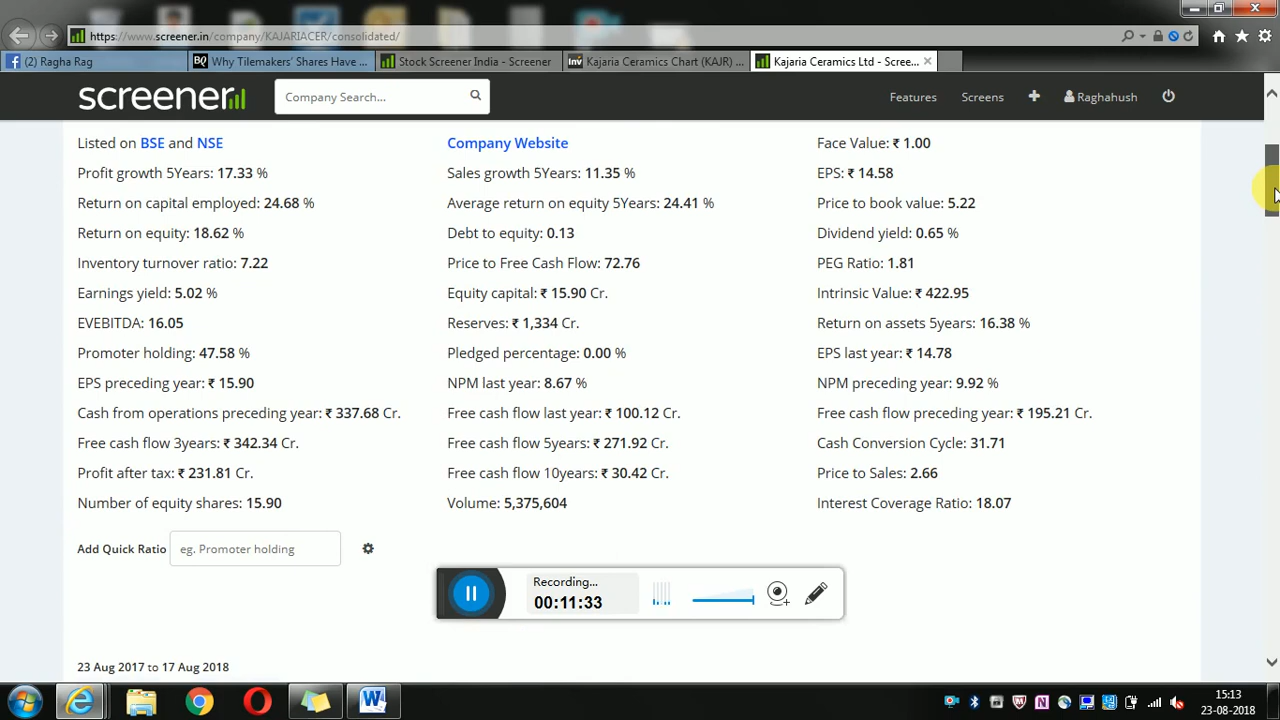 https://www.screener.in/company/KAJARIACER/consolidated/
(2) Ragha Rag
BQ Why Tilemakers' Shares Have ...
Stock Screener India - Screener
Inv Kajaria Ceramics Chart (KAJR) ...
Kajaria Ceramics Ltd - Scree...
screener
Company Search...
Features
Screens
Raghahush
Listed on BSE and NSE
Company Website
Face Value: ₹ 1.00
Profit growth 5Years: 17.33 %
Sales growth 5Years: 11.35 %
EPS: ₹ 14.58
Return on capital employed: 24.68 %
Average return on equity 5Years: 24.41 %
Price to book value: 5.22
Return on equity: 18.62 %
Debt to equity: 0.13
Dividend yield: 0.65 %
Inventory turnover ratio: 7.22
Price to Free Cash Flow: 72.76
PEG Ratio: 1.81
Earnings yield: 5.02 %
Equity capital: ₹ 15.90 Cr.
Intrinsic Value: ₹ 422.95
EVEBITDA: 16.05
Reserves: ₹ 1,334 Cr.
Return on assets 5years: 16.38 %
Promoter holding: 47.58 %
Pledged percentage: 0.00 %
EPS last year: ₹ 14.78
EPS preceding year: ₹ 15.90
NPM last year: 8.67 %
NPM preceding year: 9.92 %
Cash from operations preceding year: ₹ 337.68 Cr.
Free cash flow last year: ₹ 100.12 Cr.
Free cash flow preceding year: ₹ 195.21 Cr.
Free cash flow 3years: ₹ 342.34 Cr.
Free cash flow 5years: ₹ 271.92 Cr.
Cash Conversion Cycle: 31.71
Profit after tax: ₹ 231.81 Cr.
Free cash flow 10years: ₹ 30.42 Cr.
Price to Sales: 2.66
Number of equity shares: 15.90
Volume: 5,375,604
Interest Coverage Ratio: 18.07
Add Quick Ratio
eg. Promoter holding
Recording...
00:11:33
23 Aug 2017 to 17 Aug 2018
15:13
23-08-2018